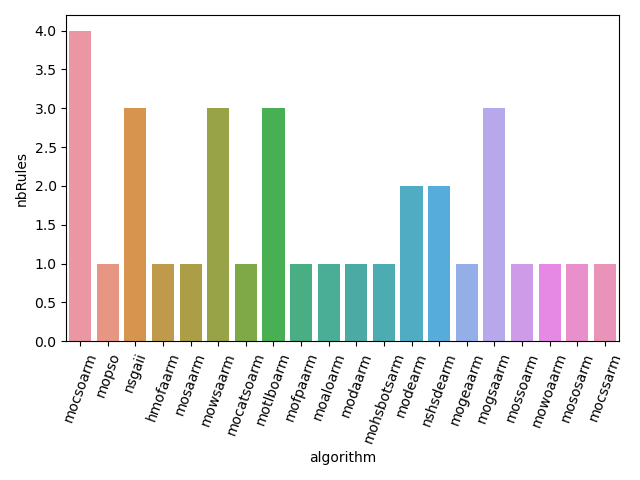 4.0
3.5
3.0
2.5
2.0
1.5
1.0
0.5
0.0
nbRules
mocsoarm
mopso
nsgaii
hmofaarm
mosaarm
mowsaarm
mocatsoarm
motlboarm
mofpaarm
moaloarm
modaarm
mohsbotsarm
modearm
nshsdearm
mogeaarm
mogsaarm
mossoarm
mowoaarm
mososarm
mocssarm
algorithm